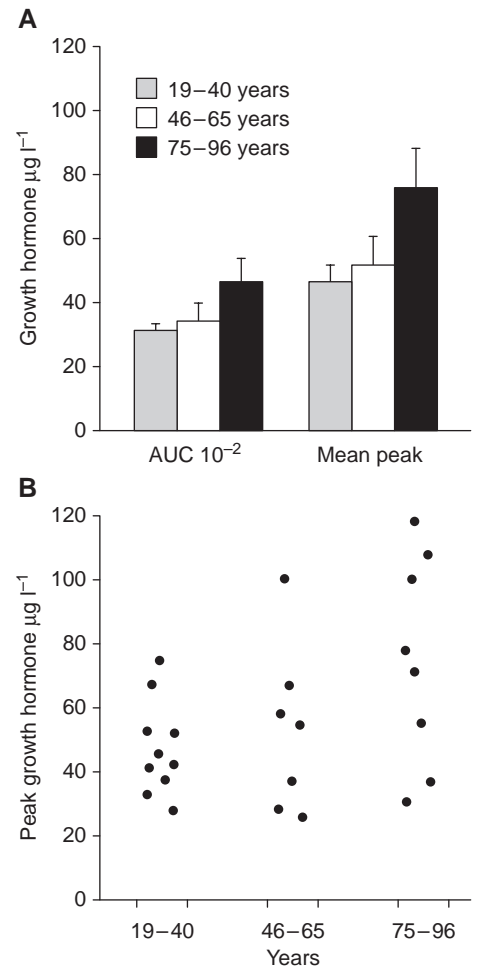 A
Growth hormone µg l⁻¹
120
100
80
60
40
20
0
19–40 years
46–65 years
75–96 years
AUC 10⁻²
Mean peak
B
Peak growth hormone µg l⁻¹
120
100
80
60
40
20
0
19–40
46–65
75–96
Years